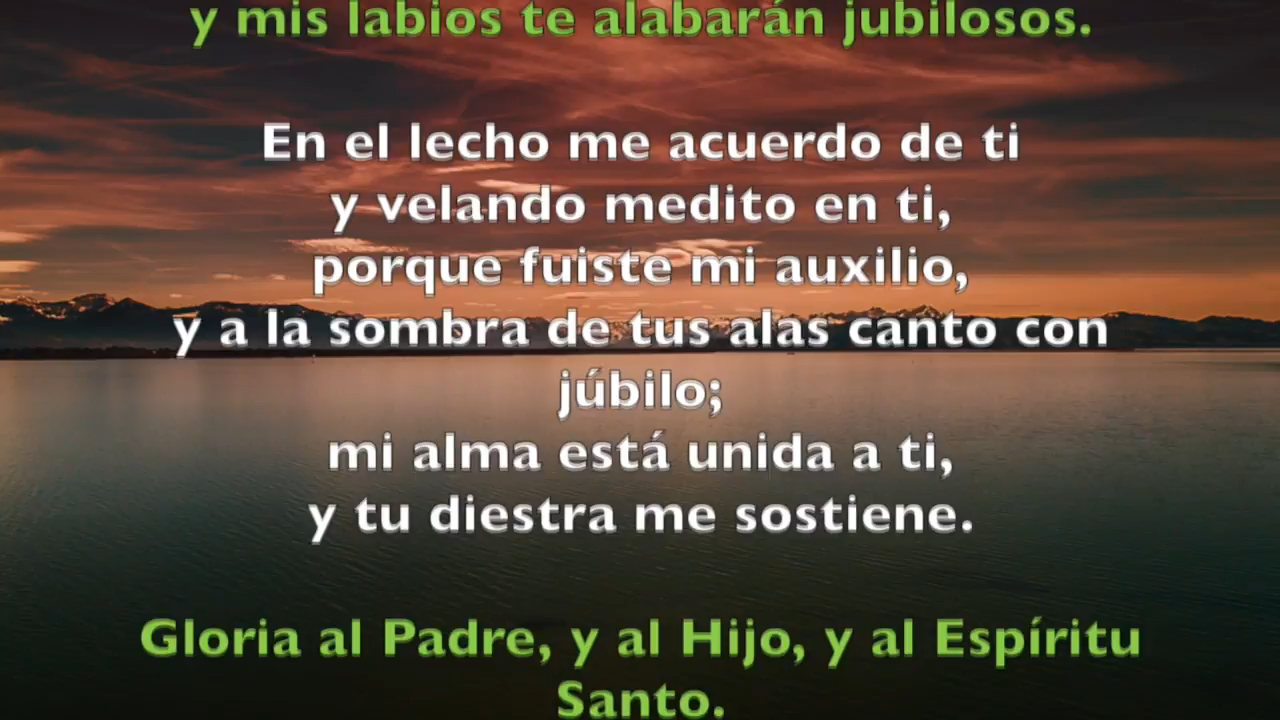 y mis labios te alabarán jubilosos.
En el lecho me acuerdo de ti
y velando medito en ti,
porque fuiste mi auxilio,
y a la sombra de tus alas canto con
júbilo;
mi alma está unida a ti,
y tu diestra me sostiene.
Gloria al Padre, y al Hijo, y al Espíritu
Santo.